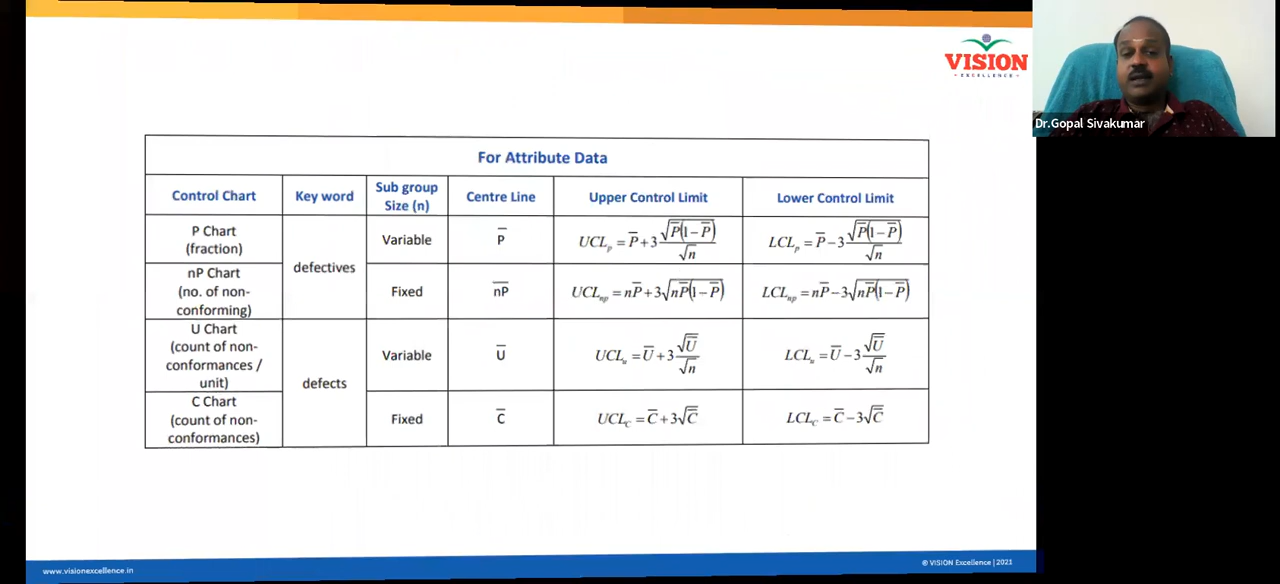 VISION
EXCELLENCE
Dr.Gopal Sivakumar
For Attribute Data
Control Chart Key word Sub group Size (n) Centre Line Upper Control Limit Lower Control Limit
P Chart
(fraction)
defectives
Variable
P̅
UCLₚ = P̅ + 3 √P̅(1 − P̅) / √n
LCLₚ = P̅ − 3 √P̅(1 − P̅) / √n
nP Chart
(no. of non-
conforming)
Fixed
n̅P̅
UCLₙₚ = nP̅ + 3√nP̅(1 − P̅)
LCLₙₚ = nP̅ − 3√nP̅(1 − P̅)
U Chart
(count of non-
conformances /
unit)
defects
Variable
U̅
UCLᵤ = U̅ + 3 √U̅ / √n
LCLᵤ = U̅ − 3 √U̅ / √n
C Chart
(count of non-
conformances)
Fixed
C̅
UCL_C = C̅ + 3√C̅
LCL_C = C̅ − 3√C̅
www.visionexcellence.in
© VISION Excellence | 2021